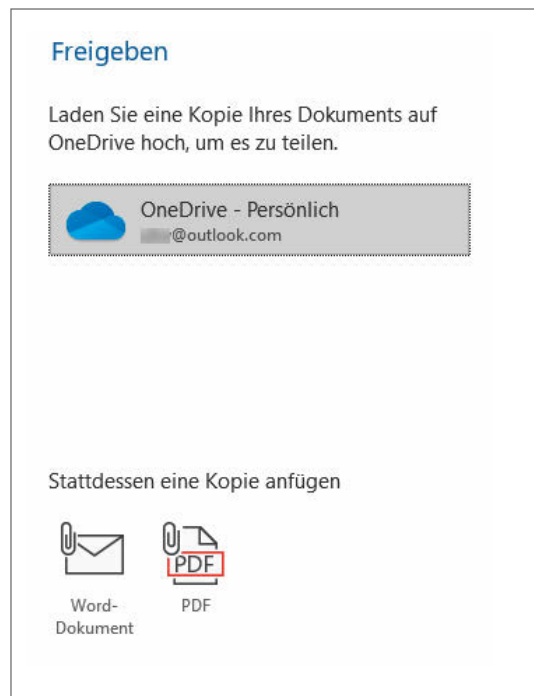 Freigeben
Laden Sie eine Kopie Ihres Dokuments auf
OneDrive hoch, um es zu teilen.
OneDrive - Persönlich
@outlook.com
Stattdessen eine Kopie anfügen
PDF
Word-
Dokument
PDF